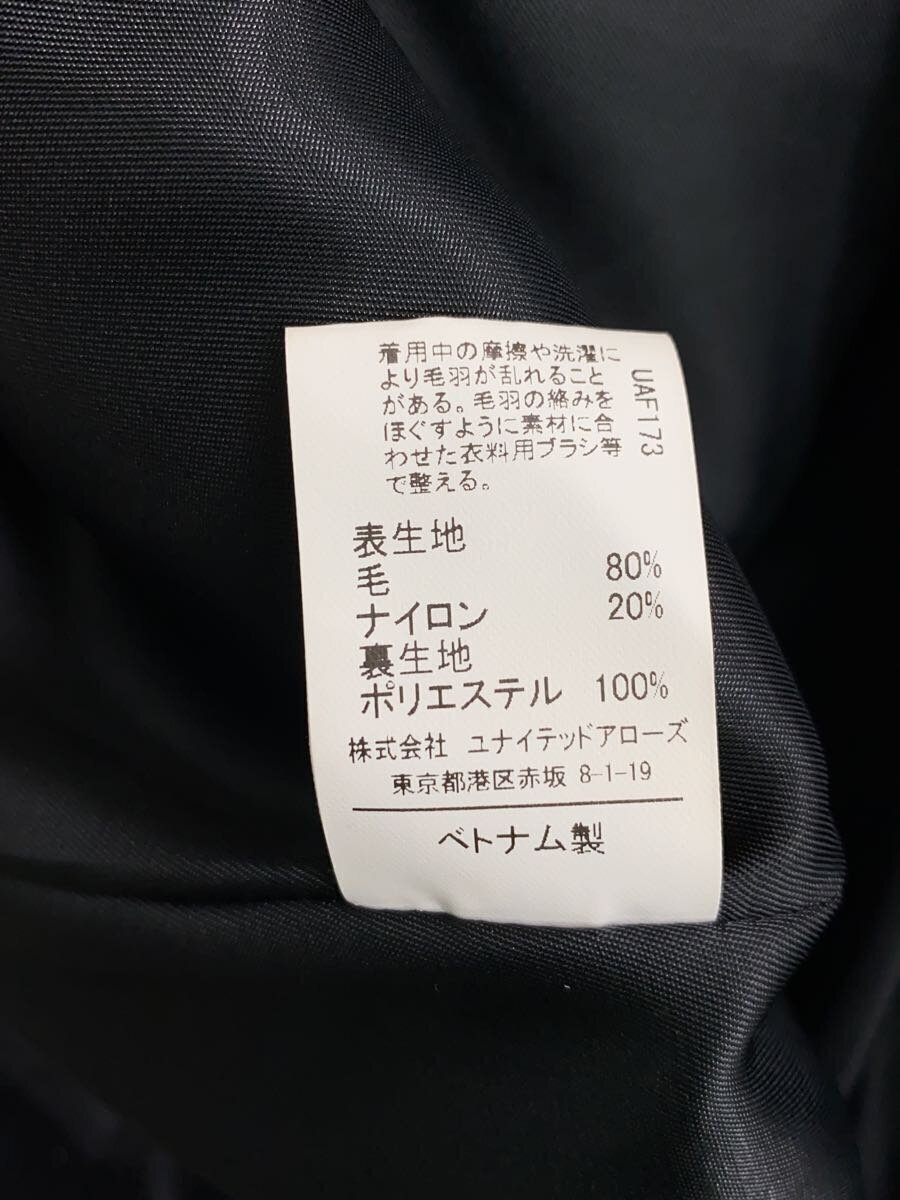 着用中の摩擦や洗濯に
より毛羽が乱れること
がある。毛羽の絡みを
ほぐすように素材に合
わせた衣料用ブラシ等
で整える。
UAF173
表生地
毛 80%
ナイロン 20%
裏生地
ポリエステル 100%
株式会社 ユナイテッドアローズ
東京都港区赤坂 8-1-19
ベトナム製